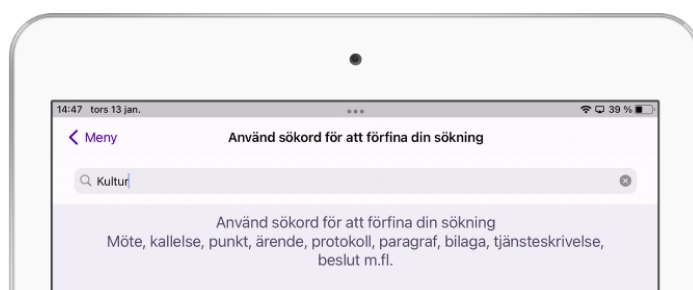 14:47 tors 13 jan.
39 %
Meny
Använd sökord för att förfina din sökning
Kultur
Använd sökord för att förfina din sökning
Möte, kallelse, punkt, ärende, protokoll, paragraf, bilaga, tjänsteskrivelse,
beslut m.fl.